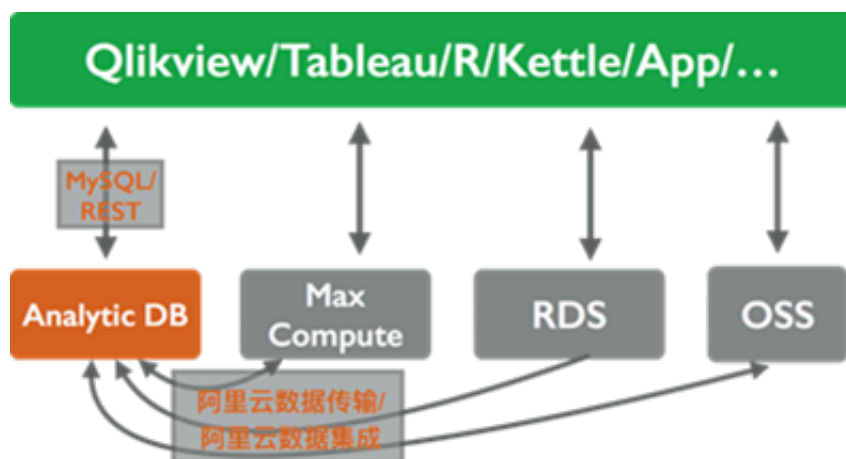 Qlikview/Tableau/R/Kettle/App/...
MySQL/
REST
Analytic DB
Max
Compute
RDS
OSS
阿里云数据传输/
阿里云数据集成